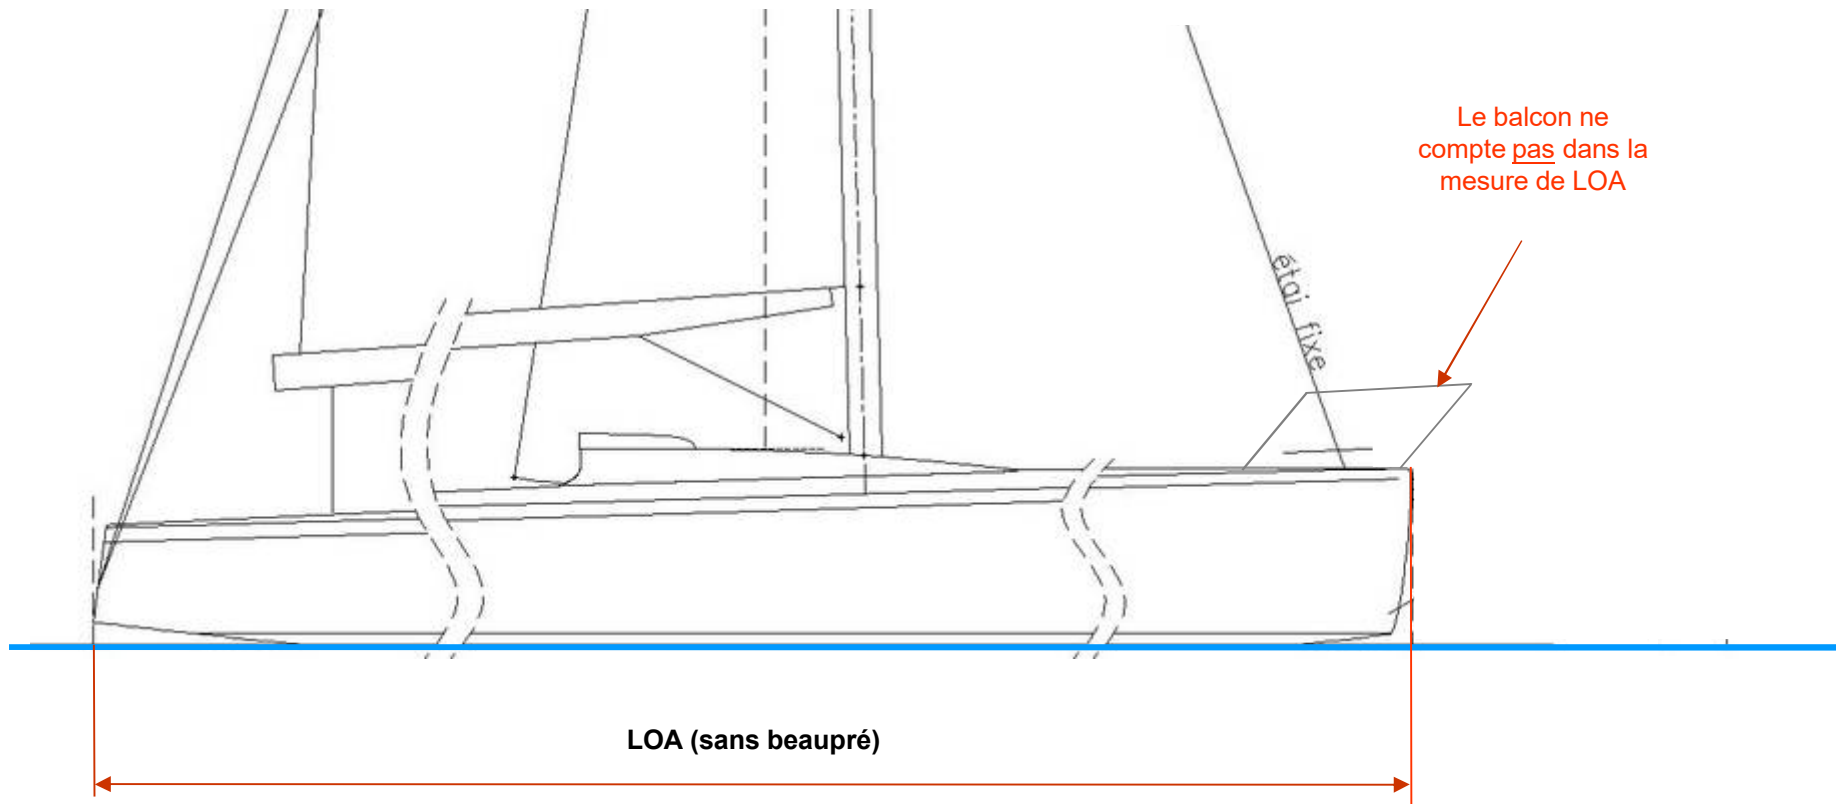 Le balcon ne
compte pas dans la
mesure de LOA
étai fixe
LOA (sans beaupré)